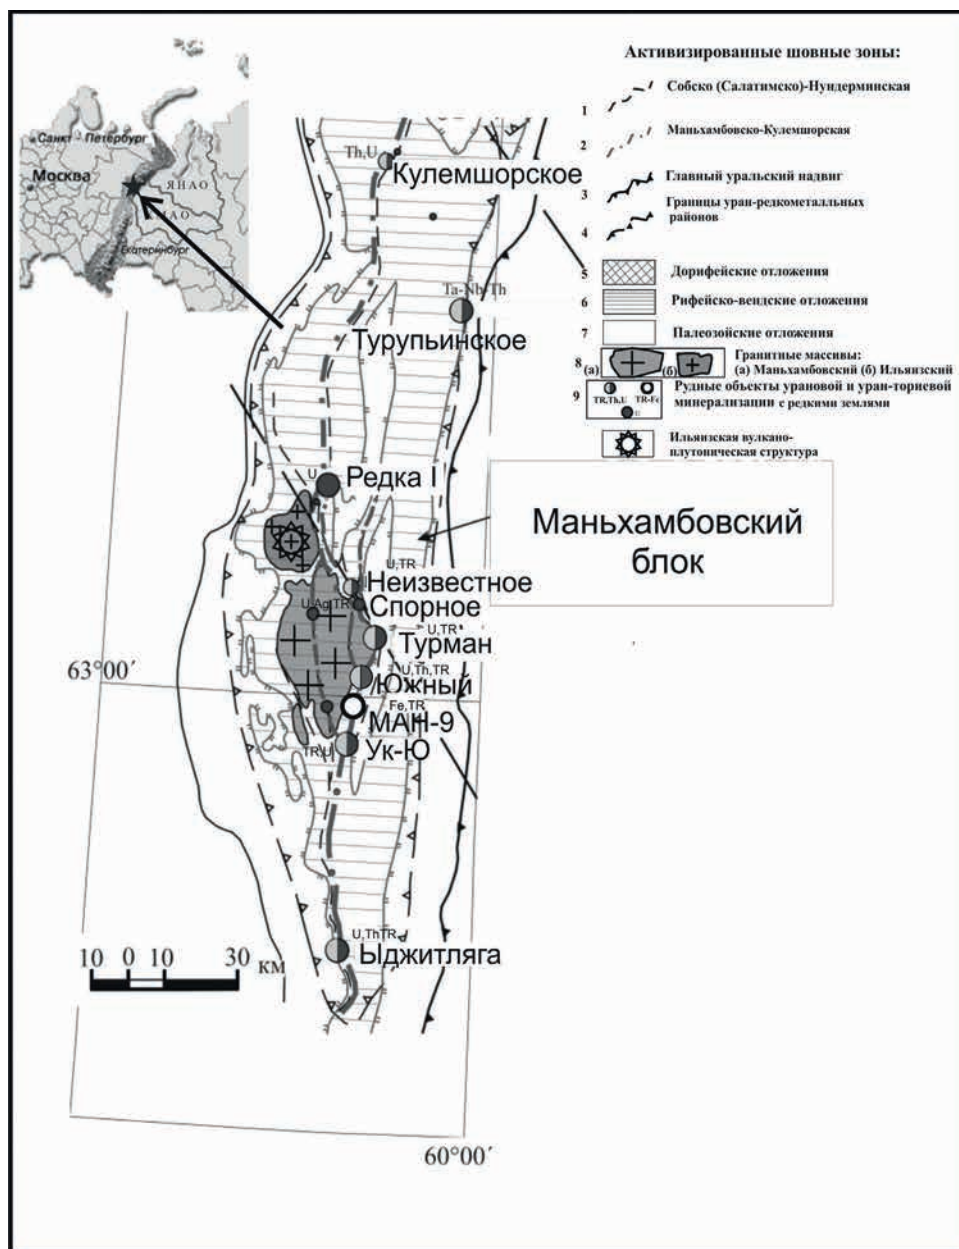 Активизированные шовные зоны:
1 Собско (Салатимско)-Нундерминская
2 Маньхамбовско-Кулемшорская
3 Главный уральский надвиг
4 Границы уран-редкометалльных
районов
5 Дорифейские отложения
6 Рифейско-вендские отложения
7 Палеозойские отложения
8 (а) (б) Гранитные массивы:
(а) Маньхамбовский (б) Ильяизский
9 TR,Th,U TR-Fe U Рудные объекты урановой и уран-ториевой
минерализации с редкими землями
Ильяизская вулкано-
плутоническая структура
Санкт - Петербург
Москва
ЯНАО
Екатеринбург
Th,U
Кулемшорское
Ta-Nb-Th
Турупьинское
U
Редка I
Маньхамбовский
блок
U,TR
Неизвестное
U,Ag,TR
Спорное
U,TR
Турман
63°00´
U,Th,TR
Южный
Fe,TR
МАН-9
TR,U
Ук-Ю
U,ThTR
Ыджитляга
10 0 10 30 км
60°00´